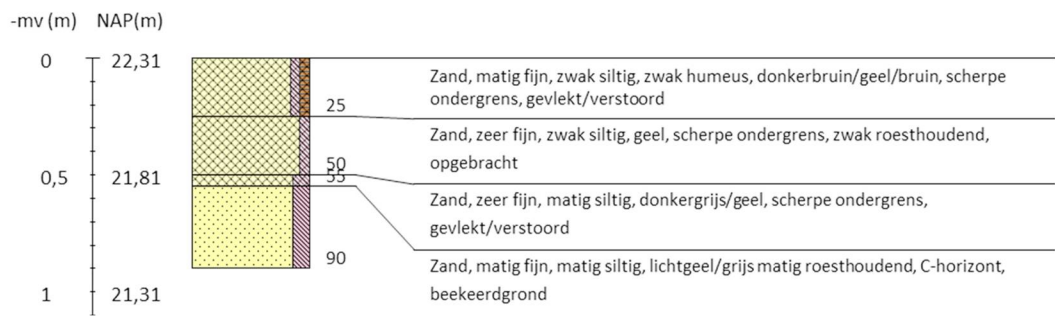 -mv (m) NAP(m)
0 22,31
Zand, matig fijn, zwak siltig, zwak humeus, donkerbruin/geel/bruin, scherpe
ondergrens, gevlekt/verstoord
25
Zand, zeer fijn, zwak siltig, geel, scherpe ondergrens, zwak roesthoudend,
opgebracht
50
55
0,5 21,81
Zand, zeer fijn, matig siltig, donkergrijs/geel, scherpe ondergrens,
gevlekt/verstoord
90
Zand, matig fijn, matig siltig, lichtgeel/grijs matig roesthoudend, C-horizont,
beekeerdgrond
1 21,31